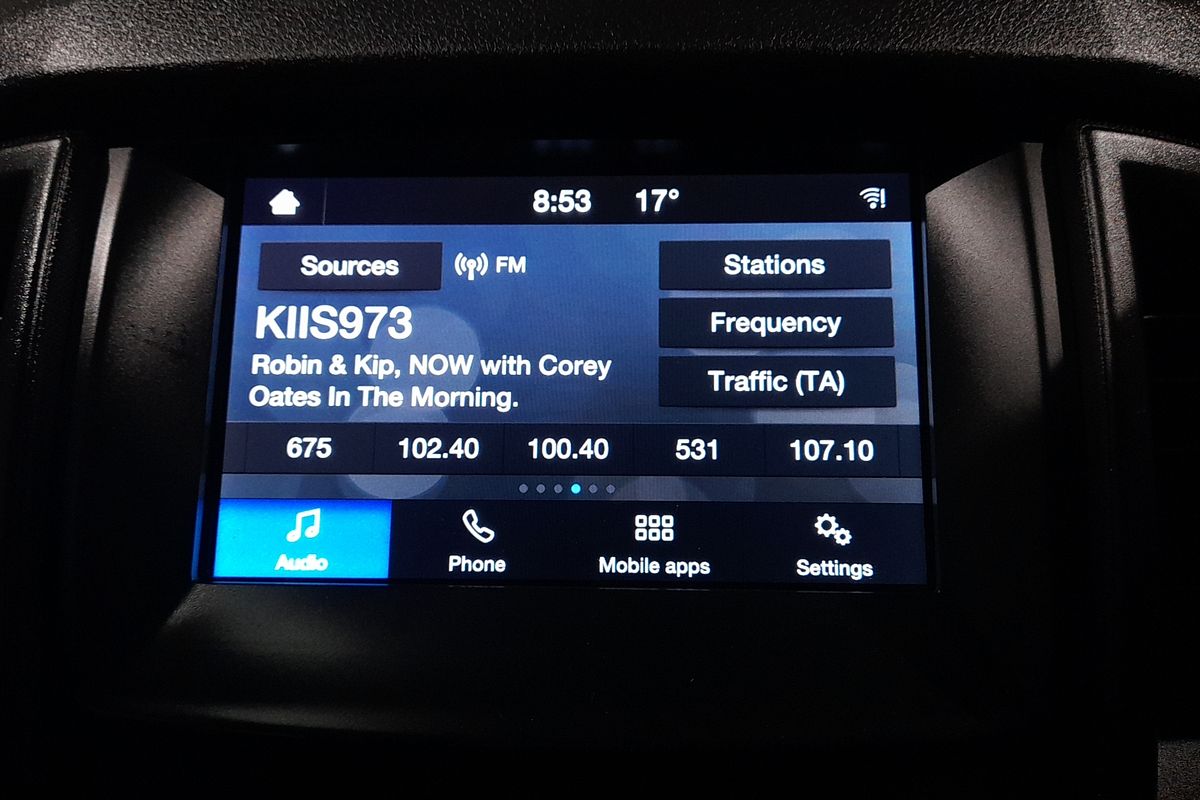 8:53 17°
Sources FM Stations
KIIS973 Frequency
Robin & Kip, NOW with Corey
Oates In The Morning.
Traffic (TA)
675 102.40 100.40 531 107.10
Audio Phone Mobile apps Settings